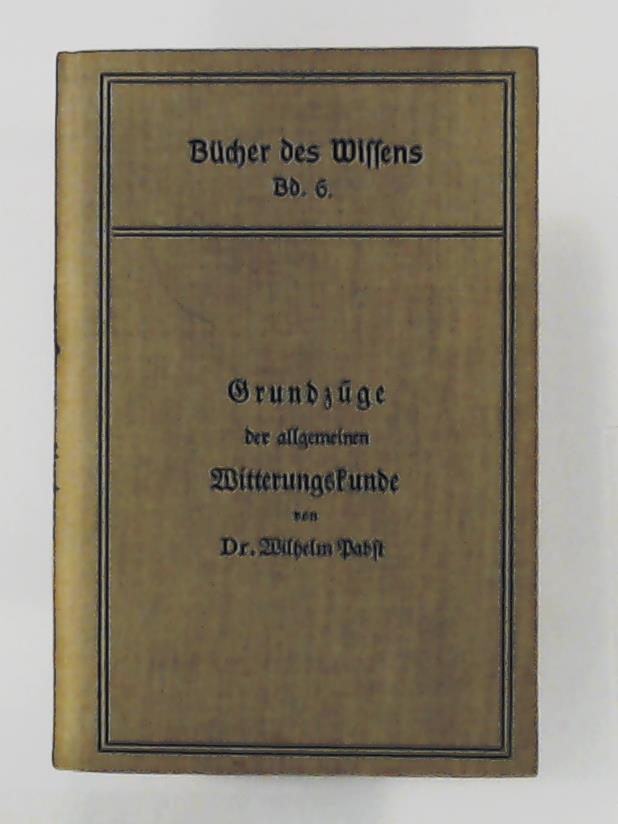 Bücher des Wissens
Bd. 6.
Grundzüge
der allgemeinen
Witterungskunde
von
Dr. Wilhelm Pabst